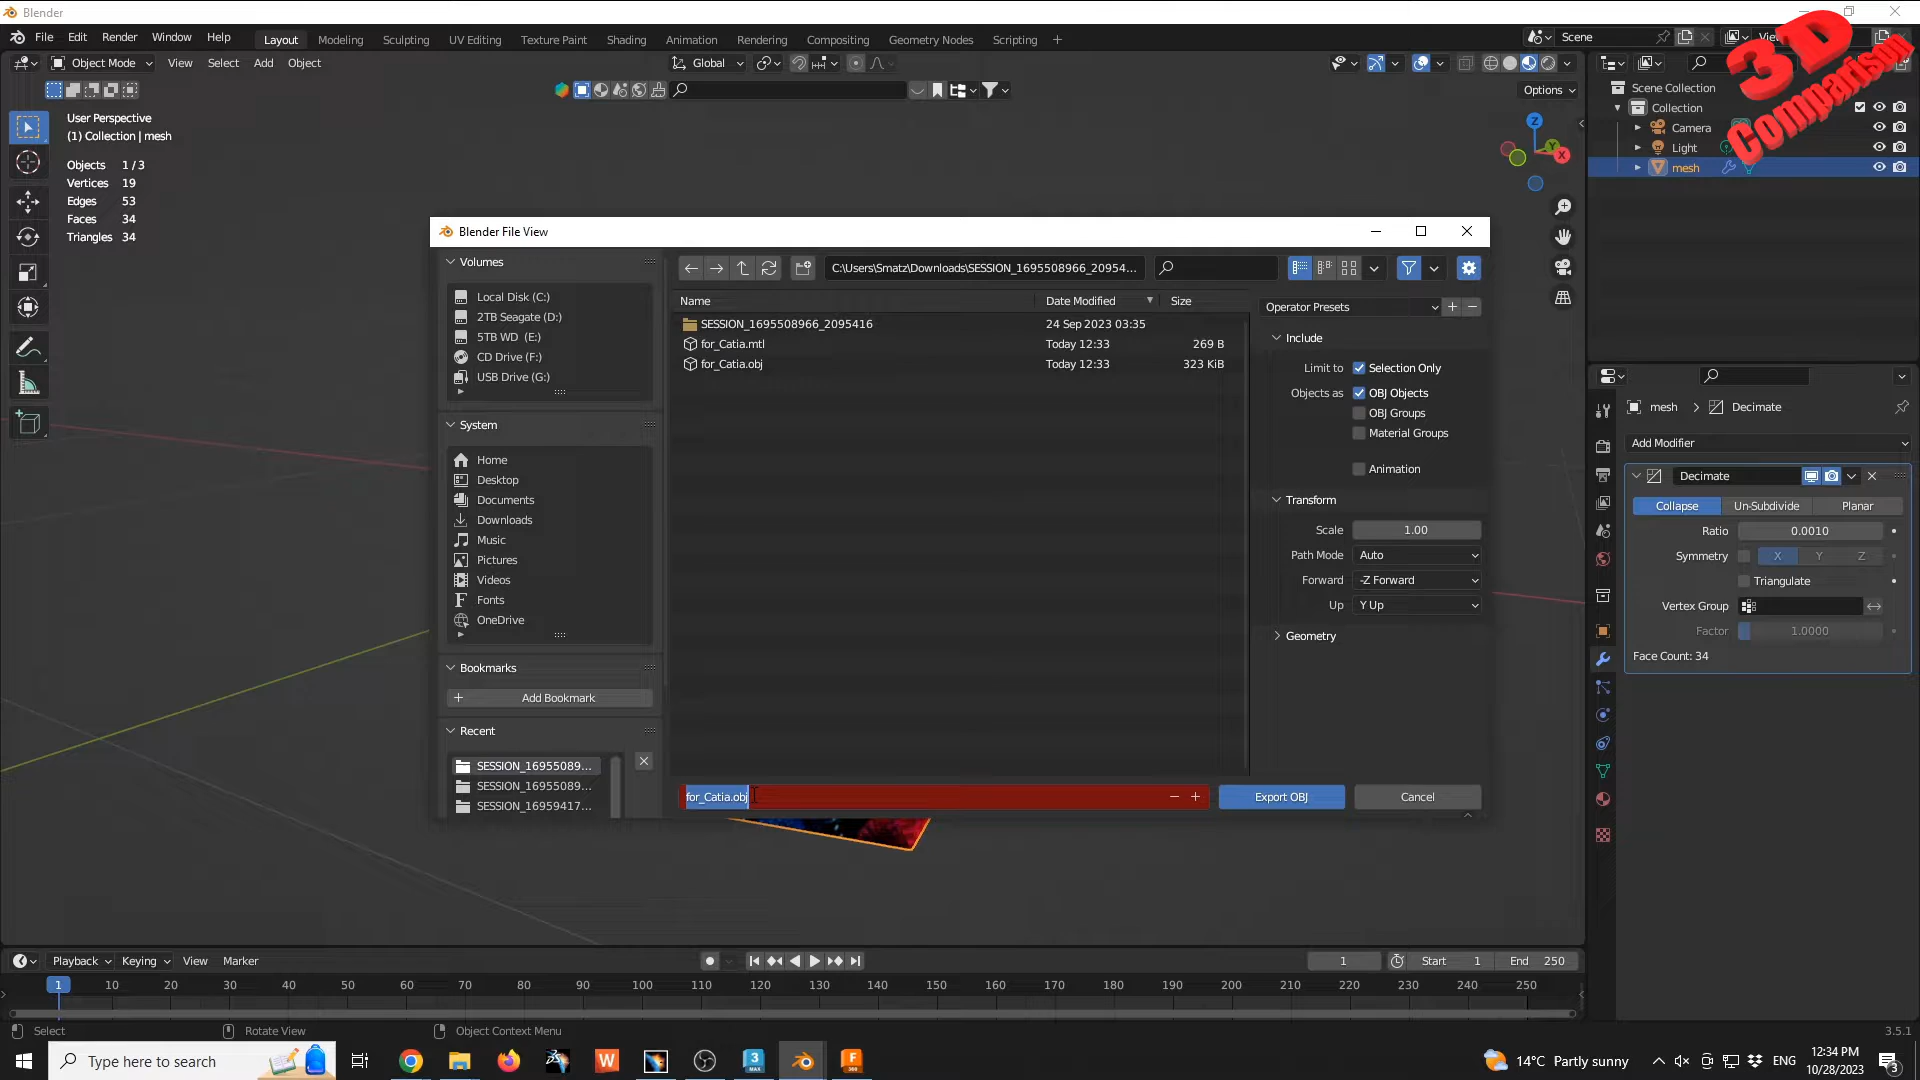 Blender
File Edit Render Window Help Layout Modeling Sculpting UV Editing Texture Paint Shading Animation Rendering Compositing Geometry Nodes Scripting + Scene
Object Mode View Select Add Object Global
Options
3D
Comparison
User Perspective
(1) Collection | mesh
Objects 1 / 3
Vertices 19
Edges 53
Faces 34
Triangles 34
Z
Y
X
Scene Collection
Collection
Camera
Light
mesh
Blender File View
Volumes
Local Disk (C:)
2TB Seagate (D:)
5TB WD (E:)
CD Drive (F:)
USB Drive (G:)
System
Home
Desktop
Documents
Downloads
Music
Pictures
Videos
Fonts
OneDrive
Bookmarks
Add Bookmark
Recent
SESSION_16955089...
SESSION_16955089...
SESSION_16959417...
C:\Users\Smatz\Downloads\SESSION_1695508966_20954...
Name Date Modified Size
SESSION_1695508966_2095416 24 Sep 2023 03:35
for_Catia.mtl Today 12:33 269 B
for_Catia.obj Today 12:33 323 KiB
for_Catia.obj
Export OBJ Cancel
Operator Presets
Include
Limit to Selection Only
Objects as OBJ Objects
OBJ Groups
Material Groups
Animation
Transform
Scale 1.00
Path Mode Auto
Forward -Z Forward
Up Y Up
Geometry
mesh > Decimate
Add Modifier
Decimate
Collapse Un-Subdivide Planar
Ratio 0.0010
Symmetry X Y Z
Triangulate
Vertex Group
Factor 1.0000
Face Count: 34
Playback Keying View Marker 1 Start 1 End 250
1 10 20 30 40 50 60 70 80 90 100 110 120 130 140 150 160 170 180 190 200 210 220 230 240 250
Select Rotate View Object Context Menu 3.5.1
Type here to search
14°C Partly sunny ENG 12:34 PM
10/28/2023
3